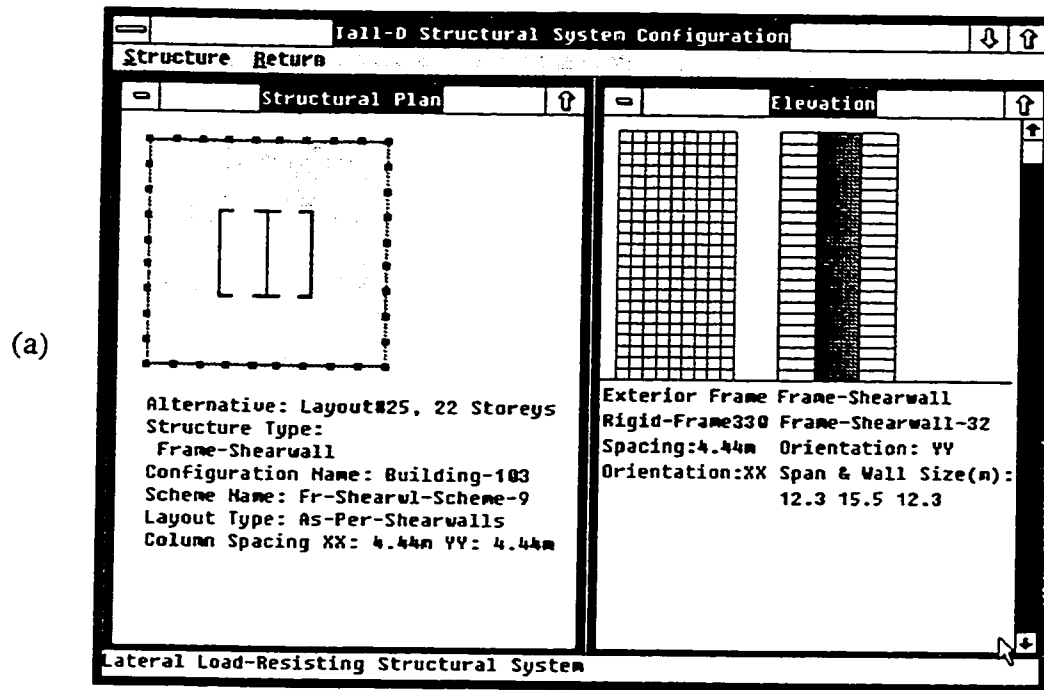 Tall-D Structural System Configuration
Structure Return
Structural Plan
Elevation
(a)
Alternative: Layout#25, 22 Storeys
Structure Type:
Frame-Shearwall
Configuration Name: Building-103
Scheme Name: Fr-Shearwl-Scheme-9
Layout Type: As-Per-Shearwalls
Column Spacing XX: 4.44m YY: 4.44m
Exterior Frame Frame-Shearwall
Rigid-Frame330 Frame-Shearwall-32
Spacing:4.44m Orientation: YY
Orientation:XX Span & Wall Size(m):
12.3 15.5 12.3
Lateral Load-Resisting Structural System